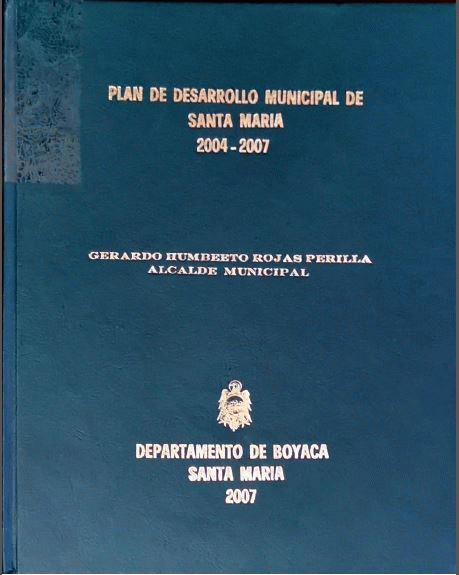 PLAN DE DESARROLLO MUNICIPAL DE
SANTA MARIA
2004-2007
GERARDO HUMBEETO ROJAS PERILLA
ALCALDE MUNICIPAL
DEPARTAMENTO DE BOYACA
SANTA MARIA
2007